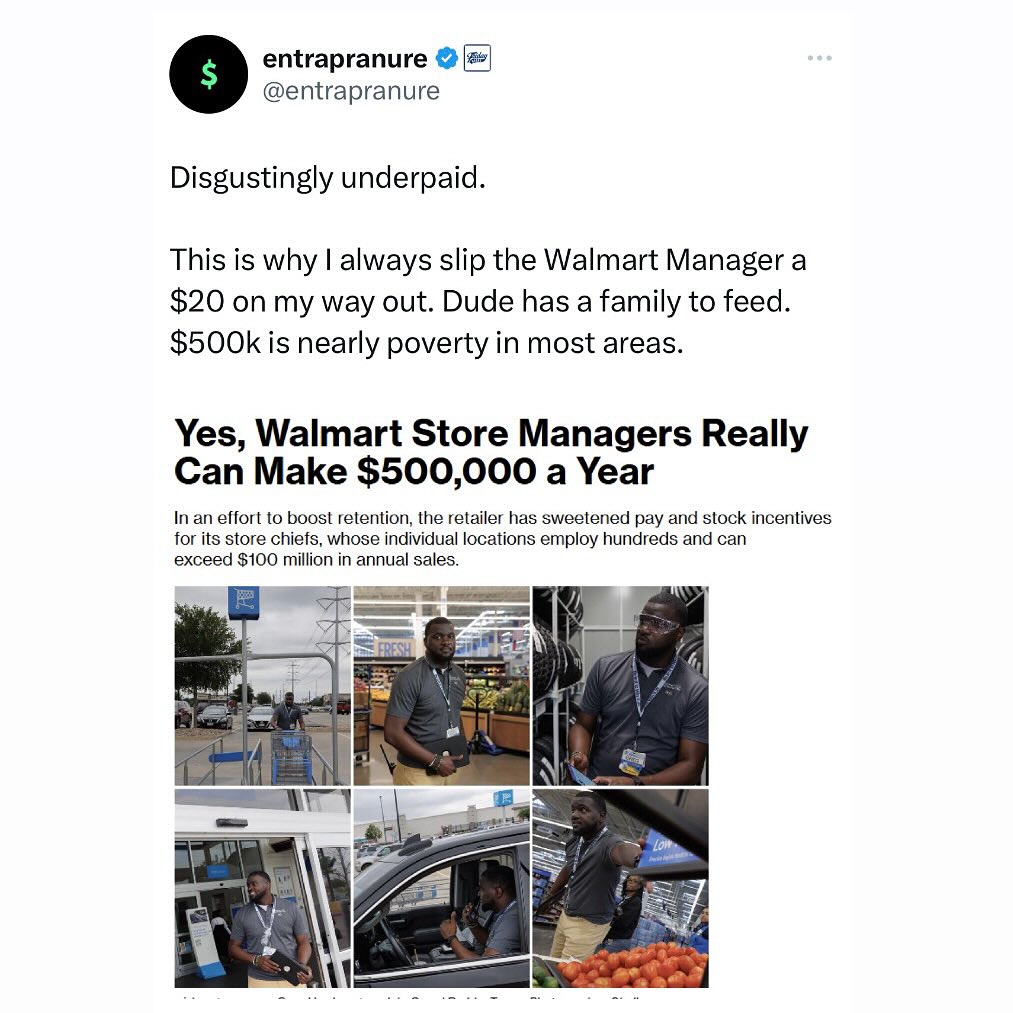 entrapranure
@entrapranure
Disgustingly underpaid.
This is why I always slip the Walmart Manager a
$20 on my way out. Dude has a family to feed.
$500k is nearly poverty in most areas.
Yes, Walmart Store Managers Really
Can Make $500,000 a Year
In an effort to boost retention, the retailer has sweetened pay and stock incentives
for its store chiefs, whose individual locations employ hundreds and can
exceed $100 million in annual sales.
FRESH
Low